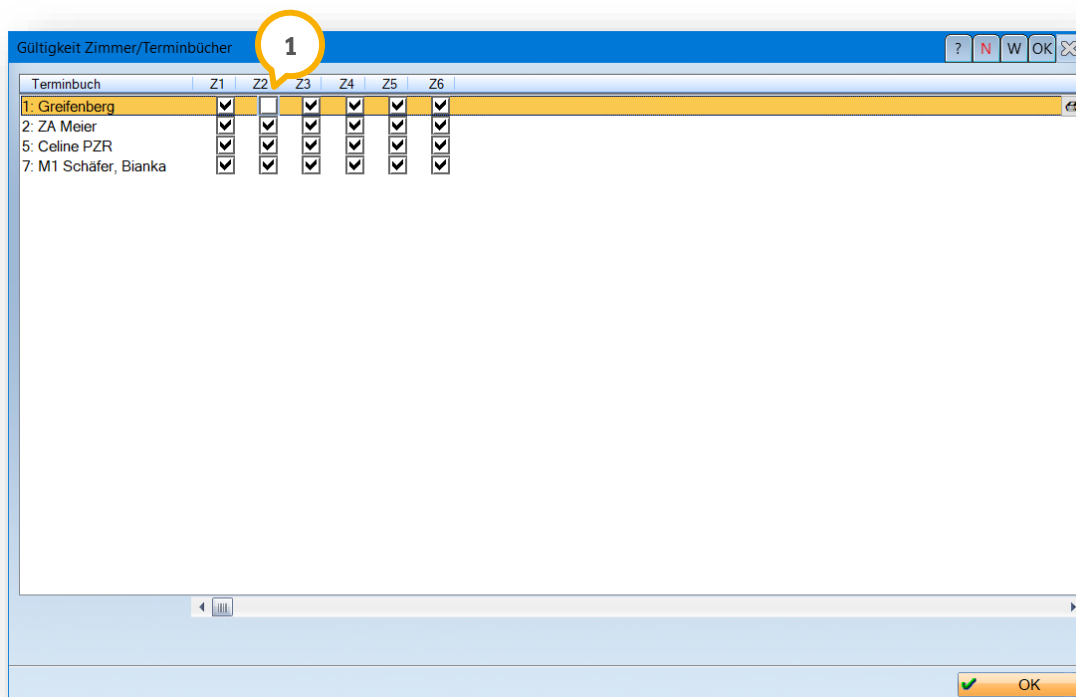 1
Gültigkeit Zimmer/Terminbücher ? N W OK
Terminbuch Z1 Z2 Z3 Z4 Z5 Z6
1: Greifenberg
2: ZA Meier
5: Celine PZR
7: M1 Schäfer, Bianka
OK